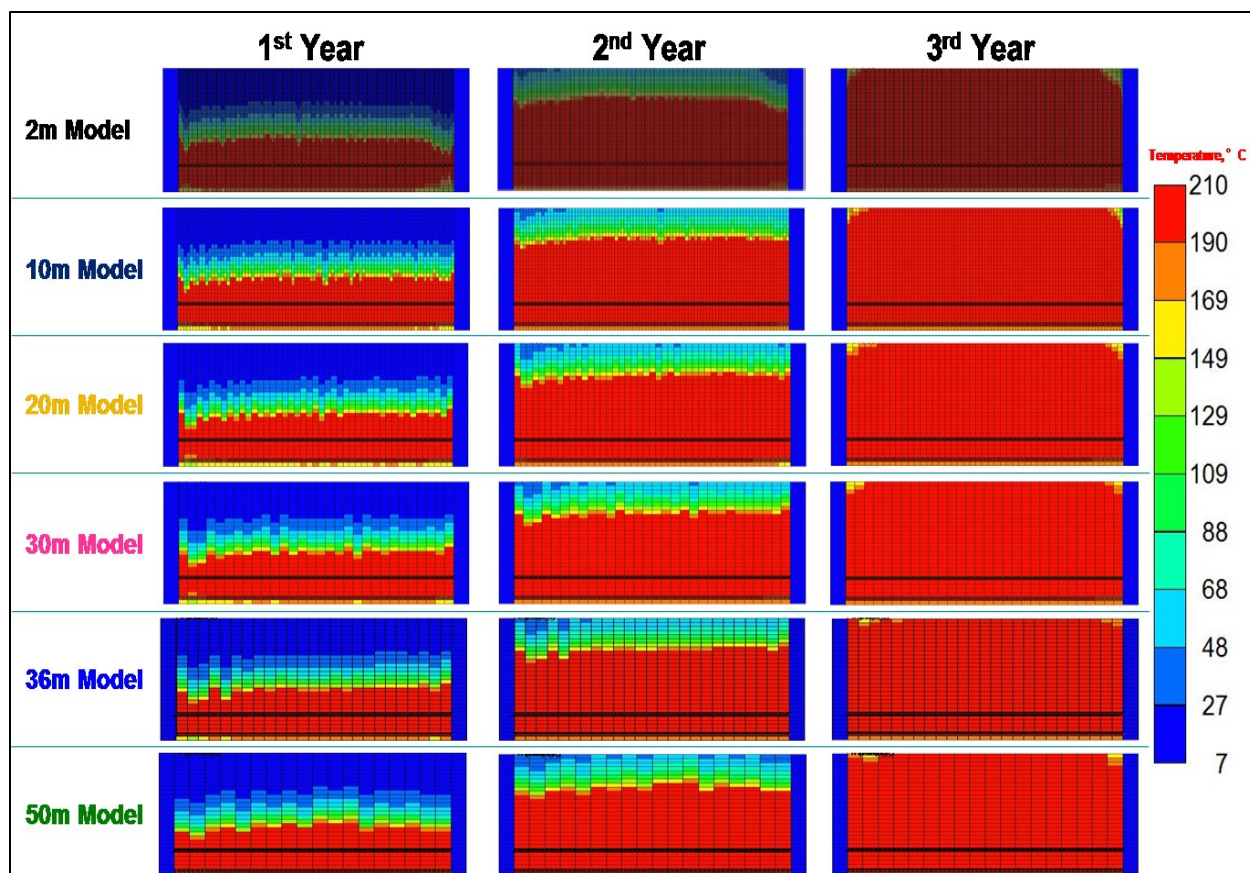 1st Year 2nd Year 3rd Year
2m Model
Temperature,° C
210
10m Model
190
169
20m Model
149
129
109
30m Model
88
68
36m Model
48
27
7
50m Model